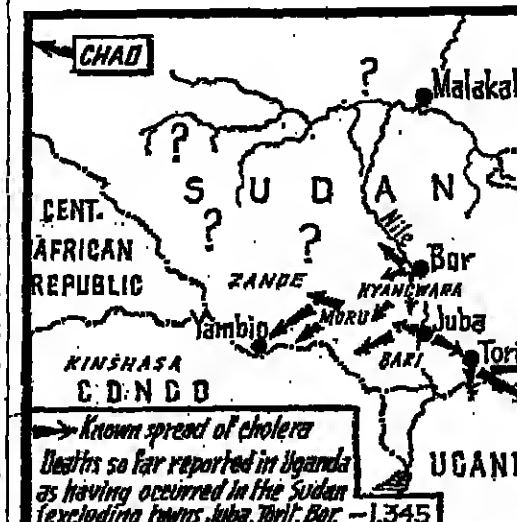 CHAD
?
Malakal
?
SUDAN
CENT.
AFRICAN
REPUBLIC
?
?
Nile
Bor
ZANDE
NYANGWARA
MORU
Yambio
Juba
BARI
Tori
KINSHASA
CONGO
Known spread of cholera
Deaths so far reported in Uganda
as having occurred in the Sudan
(excluding towns Juba, Torit, Bor —1,345
UGAN